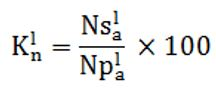 K_n^l = Ns_a^l / Np_a^l × 100